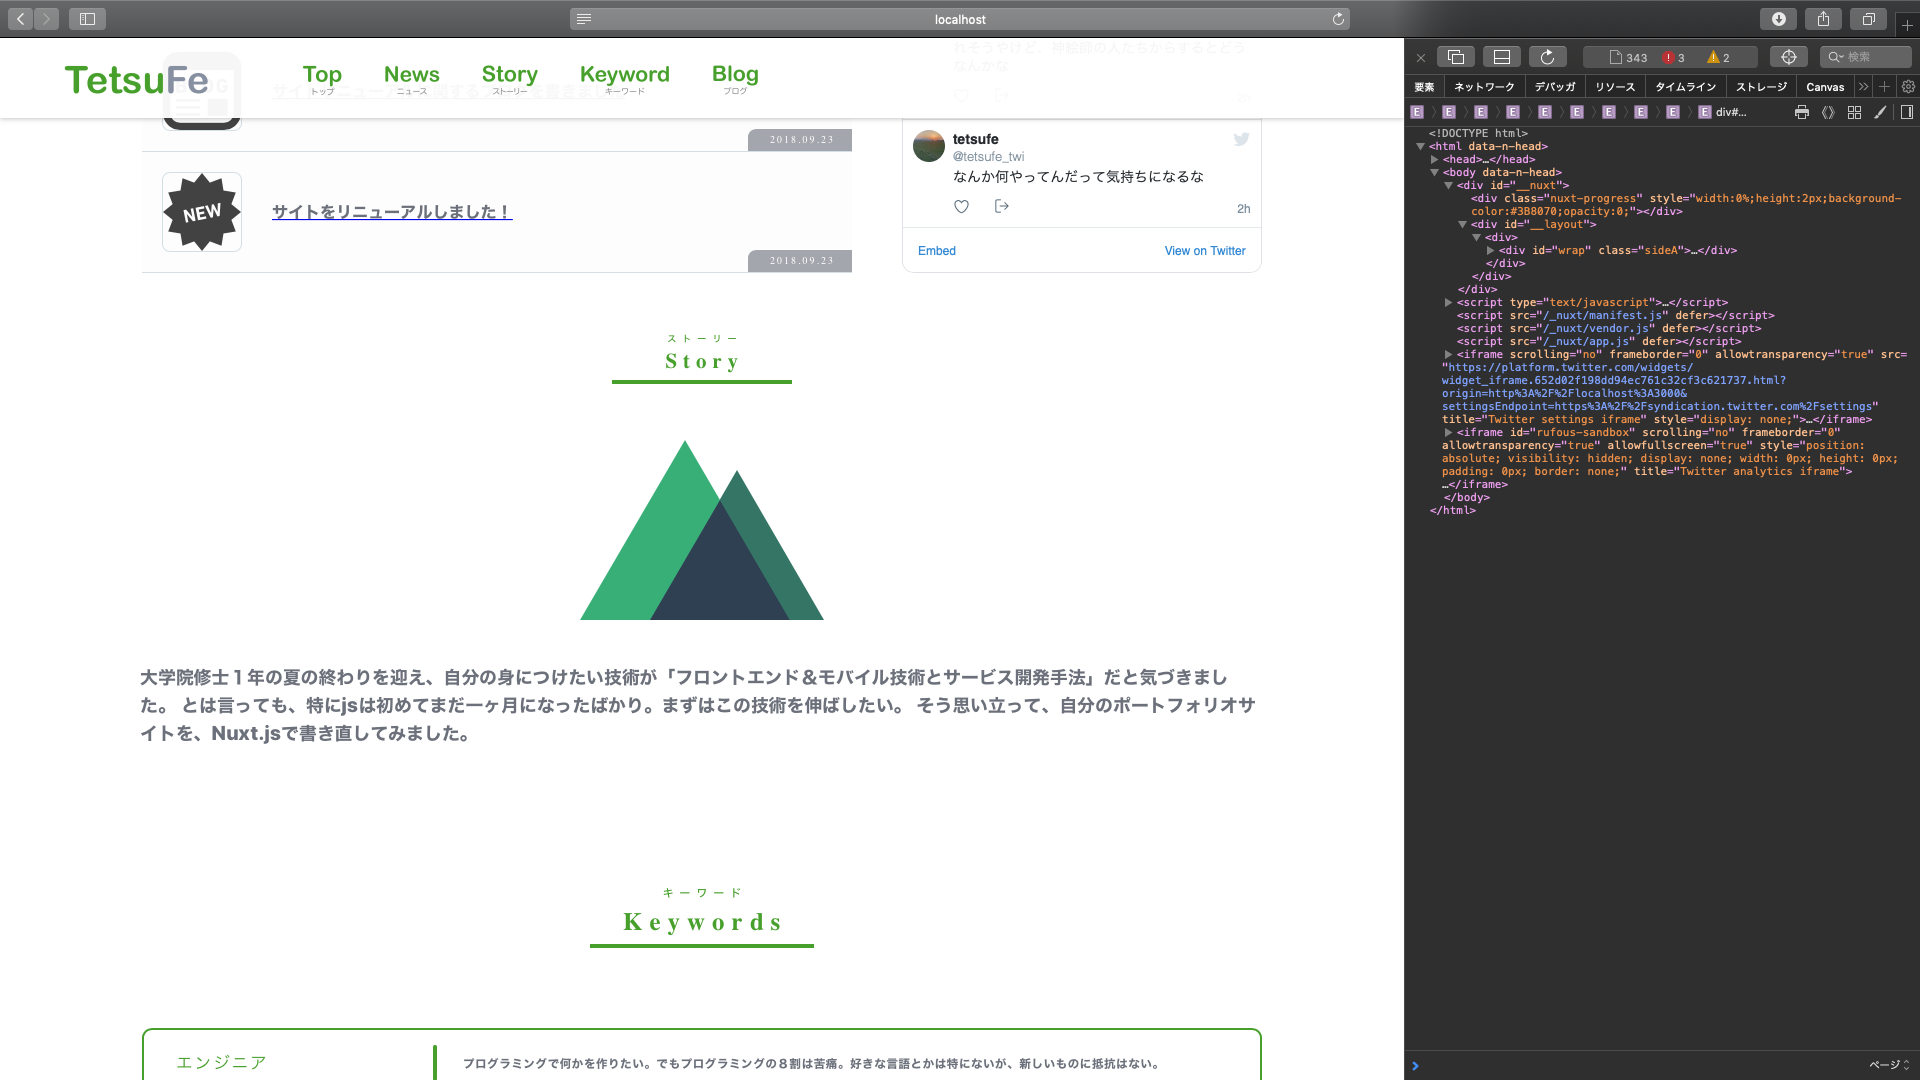 localhost
TetsuFe
Top
トップ
News
ニュース
Story
ストーリー
Keyword
キーワード
Blog
ブログ
れそうやけど、神絵師の人たちからするとどう
なんかな
2018.09.23
NEW
サイトをリニューアルしました！
2018.09.23
tetsufe
@tetsufe_twi
なんか何やってんだって気持ちになるな
2h
Embed
View on Twitter
ストーリー
Story
大学院修士１年の夏の終わりを迎え、自分の身につけたい技術が「フロントエンド＆モバイル技術とサービス開発手法」だと気づきまし
た。 とは言っても、特にjsは初めてまだ一ヶ月になったばかり。まずはこの技術を伸ばしたい。 そう思い立って、自分のポートフォリオサ
イトを、Nuxt.jsで書き直してみました。
キーワード
Keywords
エンジニア
プログラミングで何かを作りたい。でもプログラミングの８割は苦痛。好きな言語とかは特にないが、新しいものに抵抗はない。
343
3
2
検索
要素
ネットワーク
デバッガ
リソース
タイムライン
ストレージ
Canvas
E E E E E E E E E E div#...
<!DOCTYPE html>
<html data-n-head>
<head>…</head>
<body data-n-head>
<div id="__nuxt">
<div class="nuxt-progress" style="width:0%;height:2px;background-
color:#3B8070;opacity:0;"></div>
<div id="__layout">
<div>
<div id="wrap" class="sideA">…</div>
</div>
</div>
</div>
<script type="text/javascript">…</script>
<script src="/_nuxt/manifest.js" defer></script>
<script src="/_nuxt/vendor.js" defer></script>
<script src="/_nuxt/app.js" defer></script>
<iframe scrolling="no" frameborder="0" allowtransparency="true" src=
"https://platform.twitter.com/widgets/
widget_iframe.652d02f198dd94ec761c32cf3c621737.html?
origin=http%3A%2F%2Flocalhost%3A3000&
settingsEndpoint=https%3A%2F%2Fsyndication.twitter.com%2Fsettings"
title="Twitter settings iframe" style="display: none;">…</iframe>
<iframe id="rufous-sandbox" scrolling="no" frameborder="0"
allowtransparency="true" allowfullscreen="true" style="position:
absolute; visibility: hidden; display: none; width: 0px; height: 0px;
padding: 0px; border: none;" title="Twitter analytics iframe">
…</iframe>
</body>
</html>
ページ